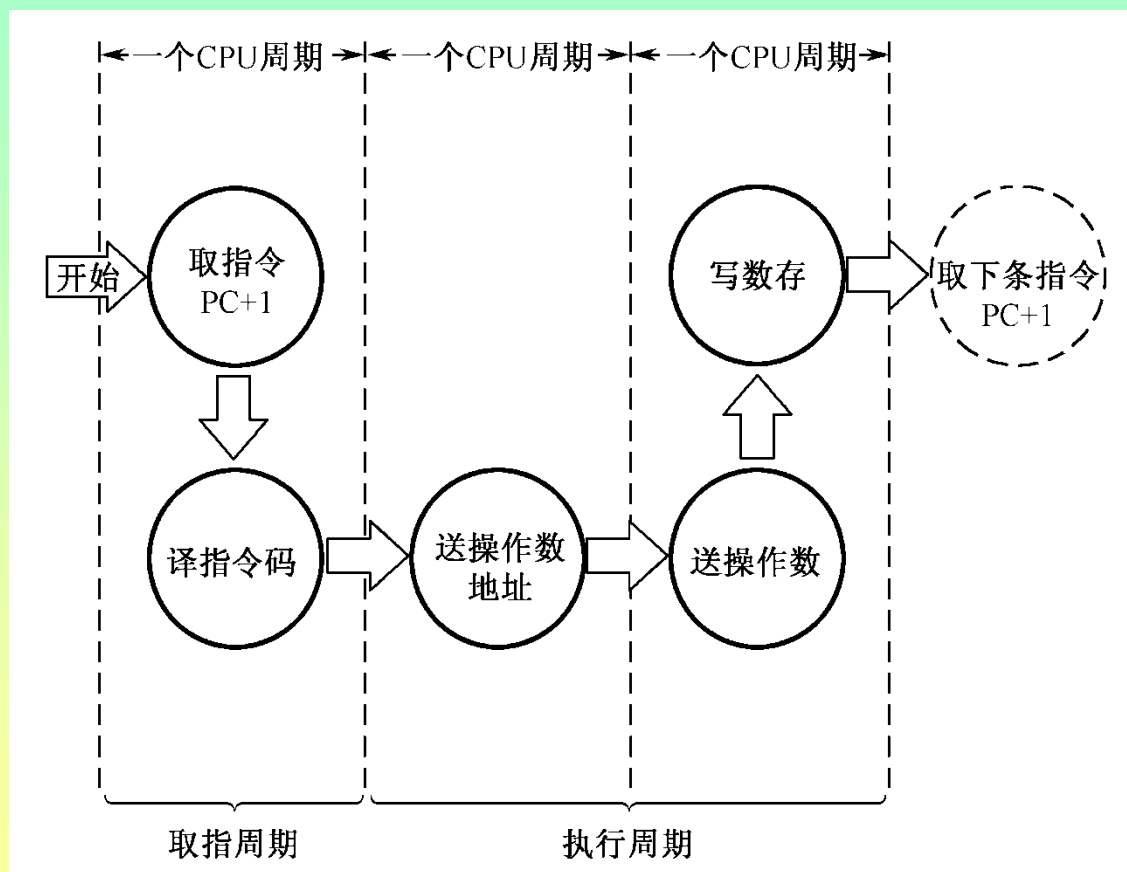 一个CPU周期
一个CPU周期
一个CPU周期
开始
取指令
PC+1
写数存
取下条指令
PC+1
译指令码
送操作数
地址
送操作数
取指周期
执行周期